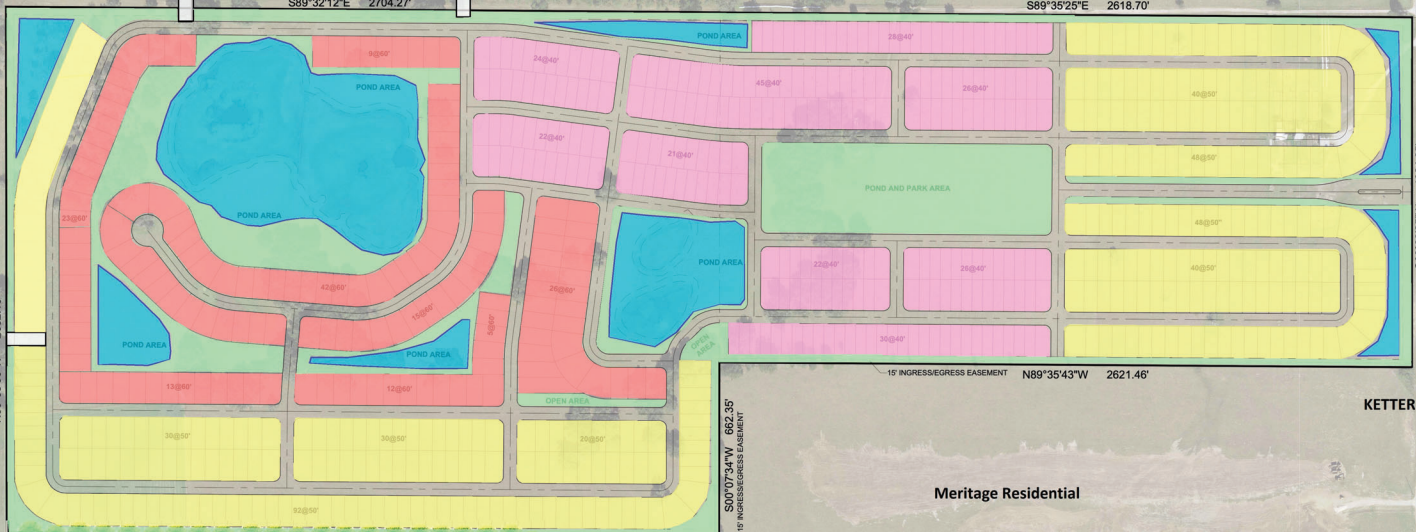 S89°32'12"E 2704.27'
S89°35'25"E 2618.70'
POND AREA
28@40'
9@60'
24@40'
POND AREA
45@40'
26@40'
40@50'
22@40'
21@40'
48@50'
POND AND PARK AREA
23@60'
POND AREA
48@50'
POND AREA
22@40'
26@40'
40@50'
42@60'
28@60'
15@60'
5@60'
POND AREA
POND AREA
OPEN AREA
30@40'
15' INGRESS/EGRESS EASEMENT
N89°35'43"W 2621.46'
13@60'
12@60'
OPEN AREA
KETTER
30@50'
30@50'
20@50'
S00°07'34"W 662.35'
15' INGRESS/EGRESS EASEMENT
Meritage Residential
92@50'